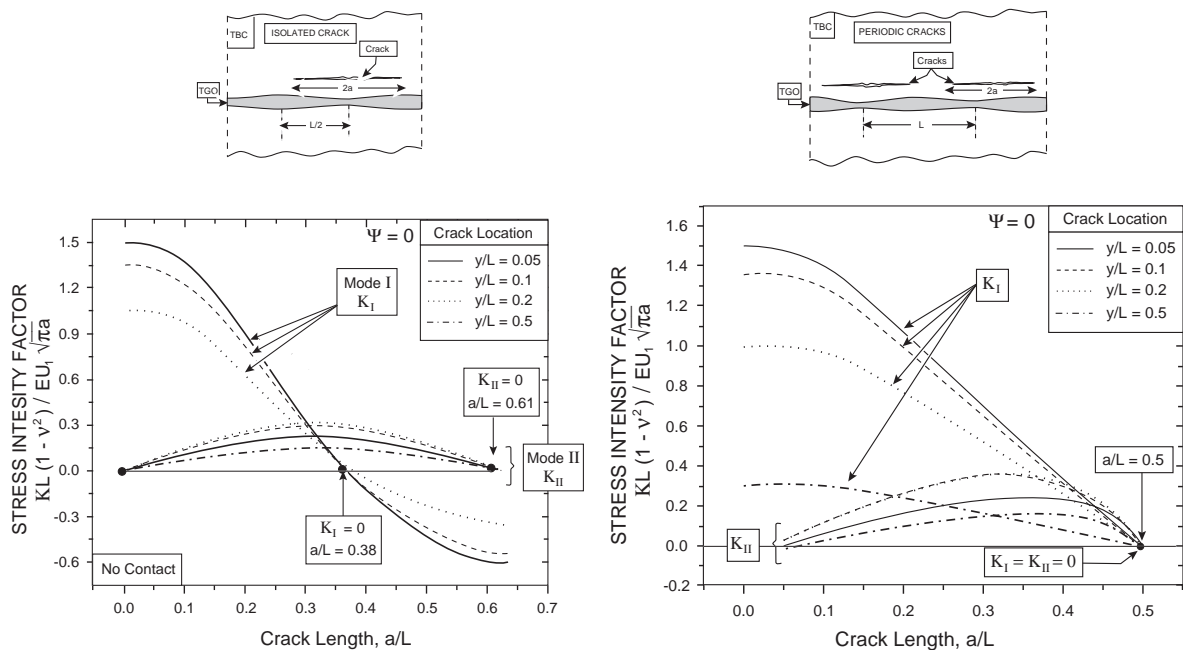 TBC
ISOLATED CRACK
Crack
2a
TGO
L/2
TBC
PERIODIC CRACKS
Cracks
2a
TGO
L
STRESS INTESITY FACTOR
KL (1 - ν²) / EU₁ √πa
1.5
1.2
0.9
0.6
0.3
0.0
-0.3
-0.6
Ψ = 0
Crack Location
y/L = 0.05
y/L = 0.1
y/L = 0.2
y/L = 0.5
Mode I
K_I
K_II = 0
a/L = 0.61
Mode II
K_II
K_I = 0
a/L = 0.38
No Contact
0.0 0.1 0.2 0.3 0.4 0.5 0.6 0.7
Crack Length, a/L
STRESS INTENSITY FACTOR
KL (1 - ν²) / EU₁ √πa
1.6
1.4
1.2
1.0
0.8
0.6
0.4
0.2
0.0
-0.2
Ψ = 0
Crack Location
y/L = 0.05
y/L = 0.1
y/L = 0.2
y/L = 0.5
K_I
a/L = 0.5
K_II
K_I = K_II = 0
0.0 0.1 0.2 0.3 0.4 0.5
Crack Length, a/L